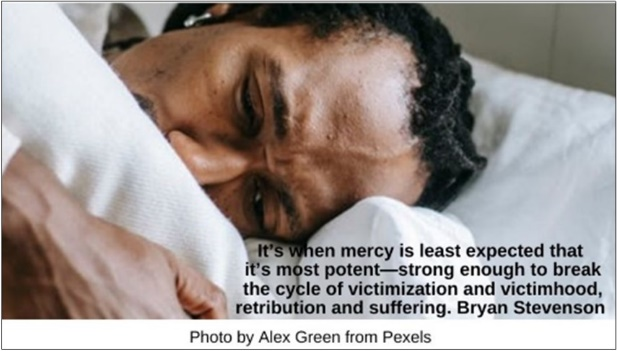 It's when mercy is least expected that
it's most potent—strong enough to break
the cycle of victimization and victimhood,
retribution and suffering. Bryan Stevenson
Photo by Alex Green from Pexels